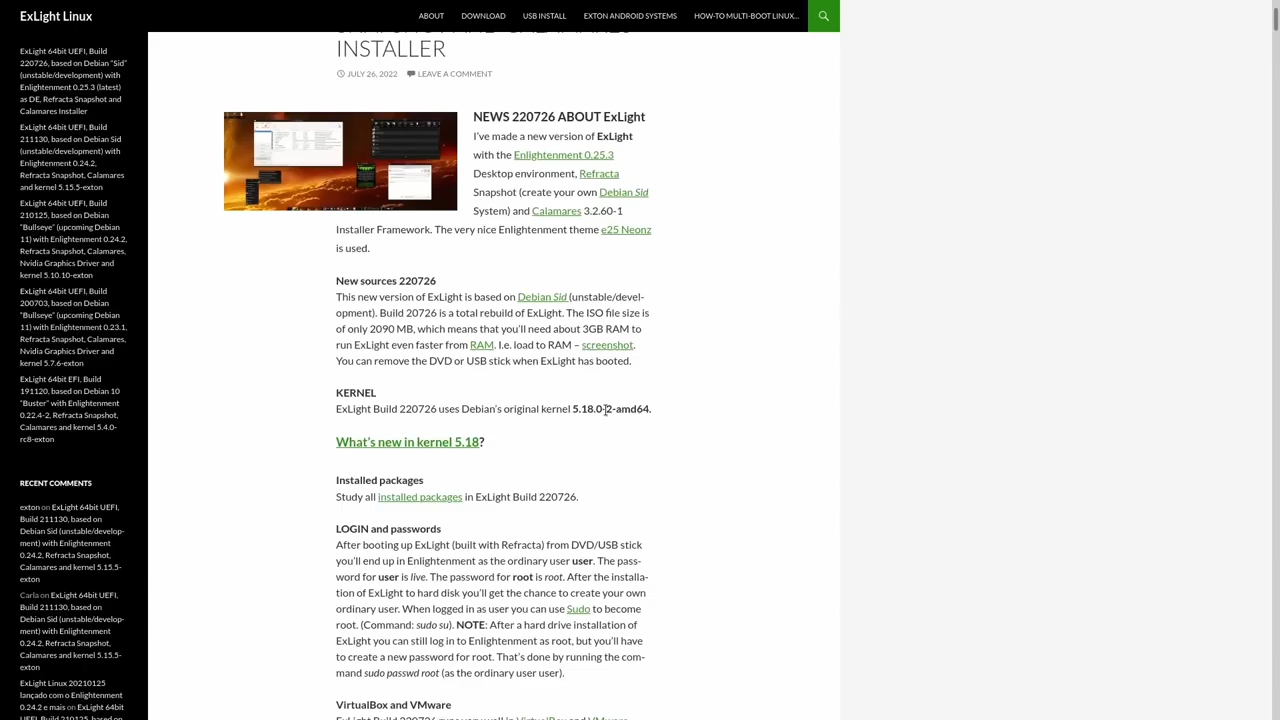 ExLight Linux
ABOUT
DOWNLOAD
USB INSTALL
EXTON ANDROID SYSTEMS
HOW-TO MULTI-BOOT LINUX…
ExLight 64bit UEFI, Build
220726, based on Debian “Sid”
(unstable/development) with
Enlightenment 0.25.3 (latest)
as DE, Refracta Snapshot and
Calamares Installer
ExLight 64bit UEFI, Build
211130, based on Debian Sid
(unstable/development) with
Enlightenment 0.24.2,
Refracta Snapshot, Calamares
and kernel 5.15.5-exton
ExLight 64bit UEFI, Build
210125, based on Debian
“Bullseye” (upcoming Debian
11) with Enlightenment 0.24.2,
Refracta Snapshot, Calamares,
Nvidia Graphics Driver and
kernel 5.10.10-exton
ExLight 64bit UEFI, Build
200703, based on Debian
“Bullseye” (upcoming Debian
11) with Enlightenment 0.23.1,
Refracta Snapshot, Calamares,
Nvidia Graphics Driver and
kernel 5.7.6-exton
ExLight 64bit EFI, Build
191120, based on Debian 10
“Buster” with Enlightenment
0.22.4-2, Refracta Snapshot,
Calamares and kernel 5.4.0-
rc8-exton
RECENT COMMENTS
exton on ExLight 64bit UEFI,
Build 211130, based on
Debian Sid (unstable/develop-
ment) with Enlightenment
0.24.2, Refracta Snapshot,
Calamares and kernel 5.15.5-
exton
Carla on ExLight 64bit UEFI,
Build 211130, based on
Debian Sid (unstable/develop-
ment) with Enlightenment
0.24.2, Refracta Snapshot,
Calamares and kernel 5.15.5-
exton
ExLight Linux 20210125
lançado com o Enlightenment
0.24.2 e mais on ExLight 64bit
UEFI, Build 210125, based on
INSTALLER
JULY 26, 2022 LEAVE A COMMENT
NEWS 220726 ABOUT ExLight
I’ve made a new version of ExLight
with the Enlightenment 0.25.3
Desktop environment, Refracta
Snapshot (create your own Debian Sid
System) and Calamares 3.2.60-1
Installer Framework. The very nice Enlightenment theme e25 Neonz
is used.
New sources 220726
This new version of ExLight is based on Debian Sid (unstable/devel-
opment). Build 20726 is a total rebuild of ExLight. The ISO file size is
of only 2090 MB, which means that you’ll need about 3GB RAM to
run ExLight even faster from RAM. I.e. load to RAM – screenshot.
You can remove the DVD or USB stick when ExLight has booted.
KERNEL
ExLight Build 220726 uses Debian’s original kernel 5.18.0-2-amd64.
What’s new in kernel 5.18?
Installed packages
Study all installed packages in ExLight Build 220726.
LOGIN and passwords
After booting up ExLight (built with Refracta) from DVD/USB stick
you’ll end up in Enlightenment as the ordinary user user. The pass-
word for user is live. The password for root is root. After the installa-
tion of ExLight to hard disk you’ll get the chance to create your own
ordinary user. When logged in as user you can use Sudo to become
root. (Command: sudo su). NOTE: After a hard drive installation of
ExLight you can still log in to Enlightenment as root, but you’ll have
to create a new password for root. That’s done by running the com-
mand sudo passwd root (as the ordinary user user).
VirtualBox and VMware
ExLight Build 220726 runs very well in VirtualBox and VMware